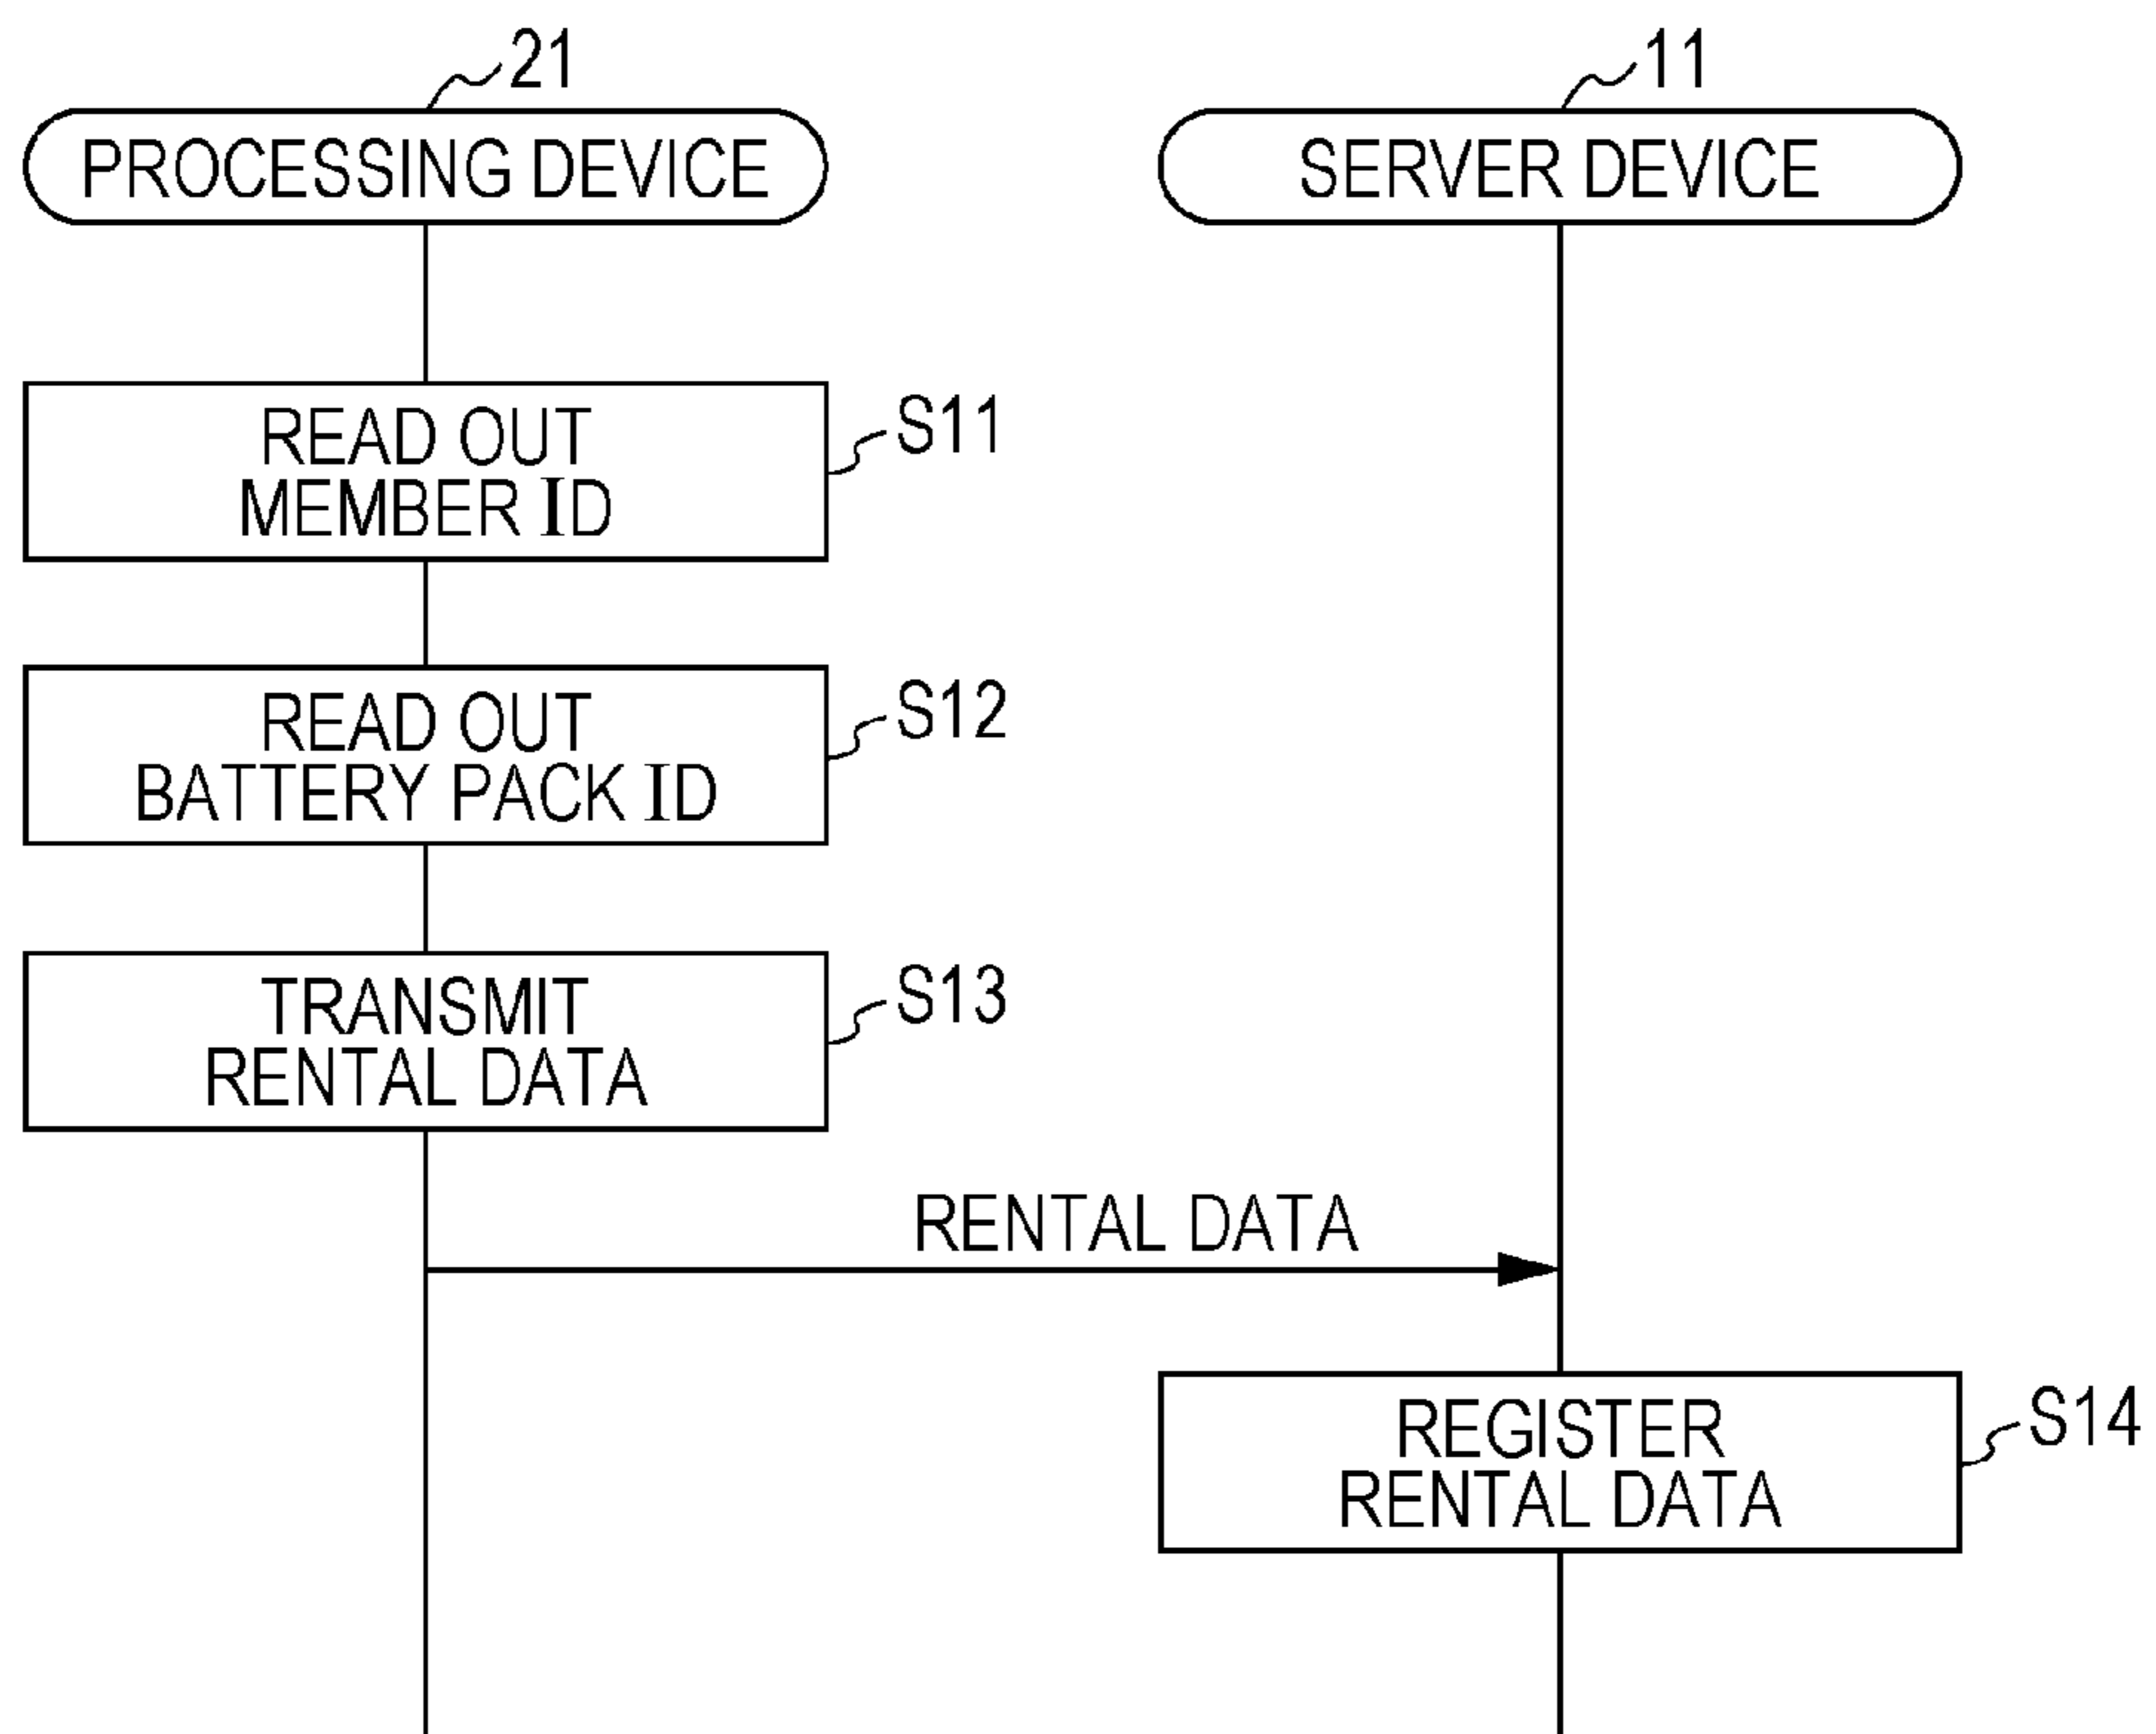 21
11
PROCESSING DEVICE
SERVER DEVICE
READ OUT
MEMBER ID
S11
READ OUT
BATTERY PACK ID
S12
TRANSMIT
RENTAL DATA
S13
RENTAL DATA
REGISTER
RENTAL DATA
S14